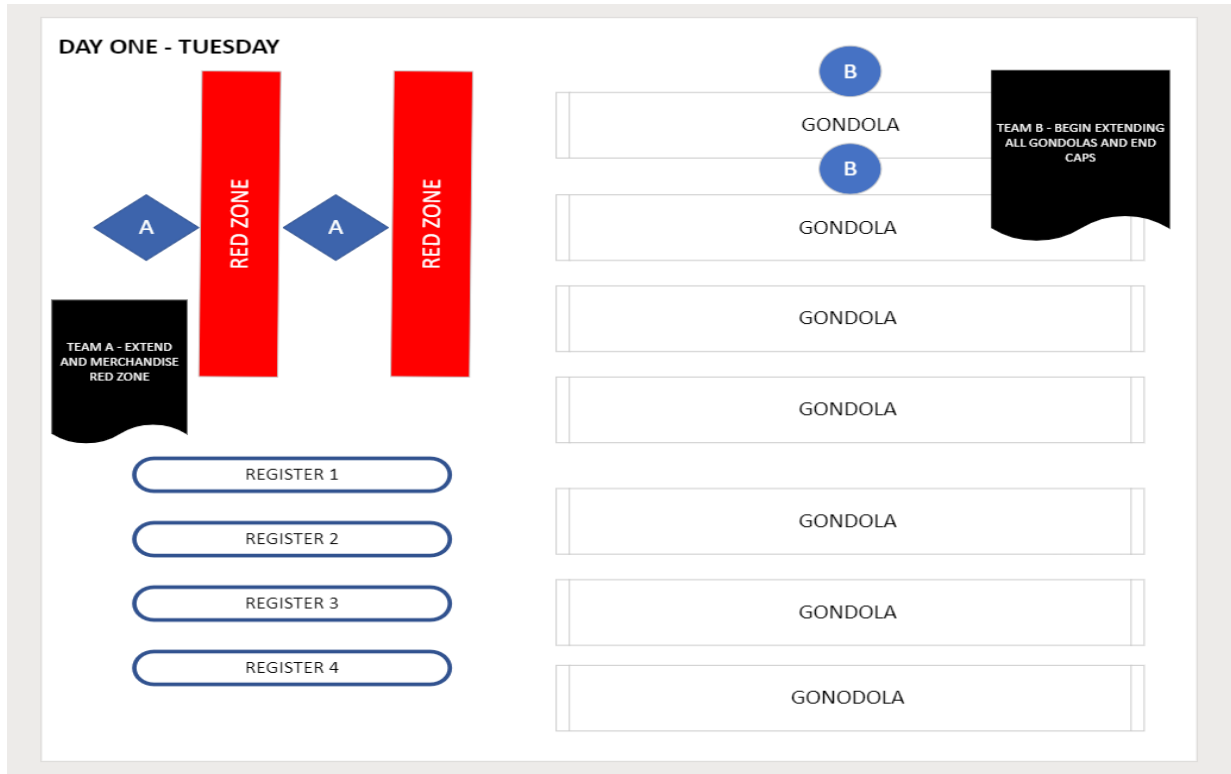 DAY ONE - TUESDAY
B
GONDOLA
TEAM B - BEGIN EXTENDING
ALL GONDOLAS AND END
CAPS
B
A
RED ZONE
A
RED ZONE
GONDOLA
GONDOLA
TEAM A - EXTEND
AND MERCHANDISE
RED ZONE
GONDOLA
REGISTER 1
REGISTER 2
REGISTER 3
REGISTER 4
GONDOLA
GONDOLA
GONODOLA